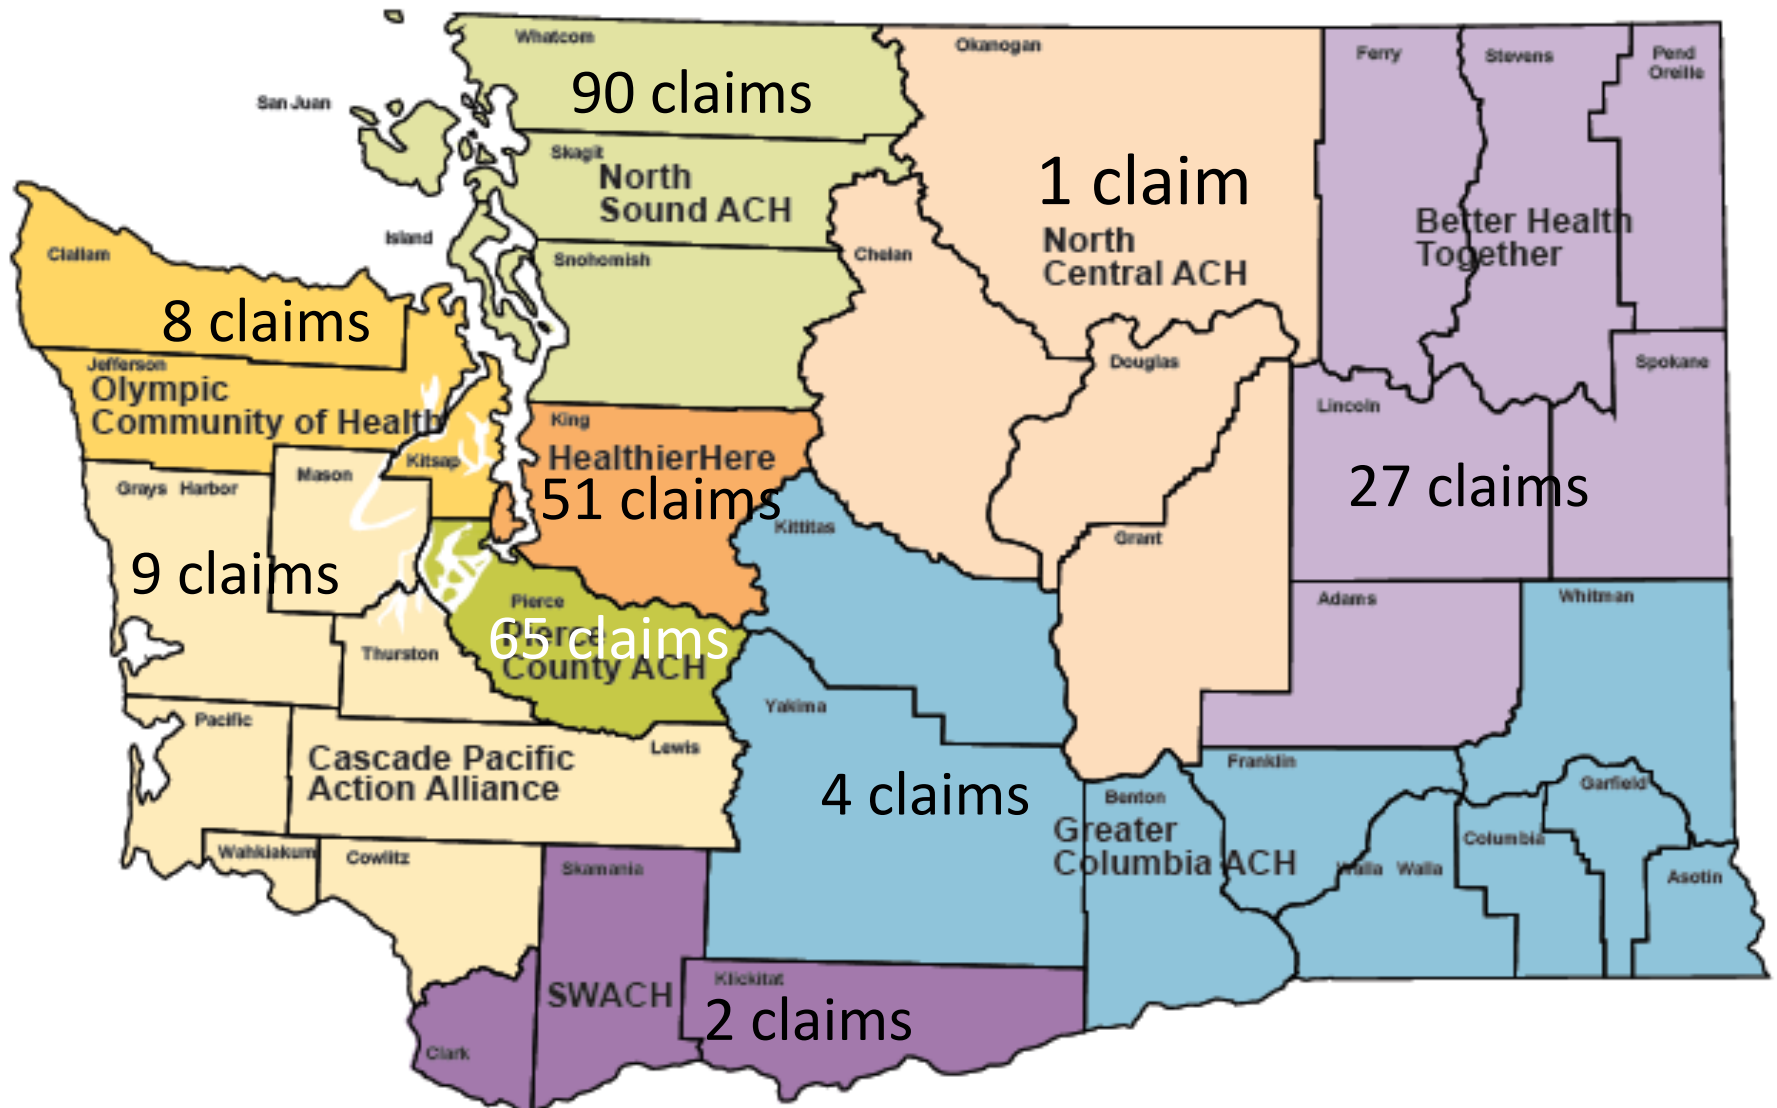 Whatcom
Okanogan
Ferry
Stevens
Pend
Oreille
90 claims
San Juan
Skagit
North
Sound ACH
1 claim
North
Central ACH
Better Health
Together
Island
Clallam
Snohomish
Chelan
8 claims
Jefferson
Olympic
Community of Health
Douglas
Spokane
Lincoln
King
HealthierHere
51 claims
Kitsap
Mason
Grays Harbor
27 claims
Kittitas
Grant
9 claims
Pierce
65 claims
Pierce
County ACH
Adams
Whitman
Thurston
Yakima
Pacific
Lewis
Cascade Pacific
Action Alliance
Franklin
4 claims
Benton
Garfield
Greater
Columbia ACH
Columbia
Walla Walla
Asotin
Wahkiakum
Cowlitz
Skamania
SWACH
Klickitat
2 claims
Clark